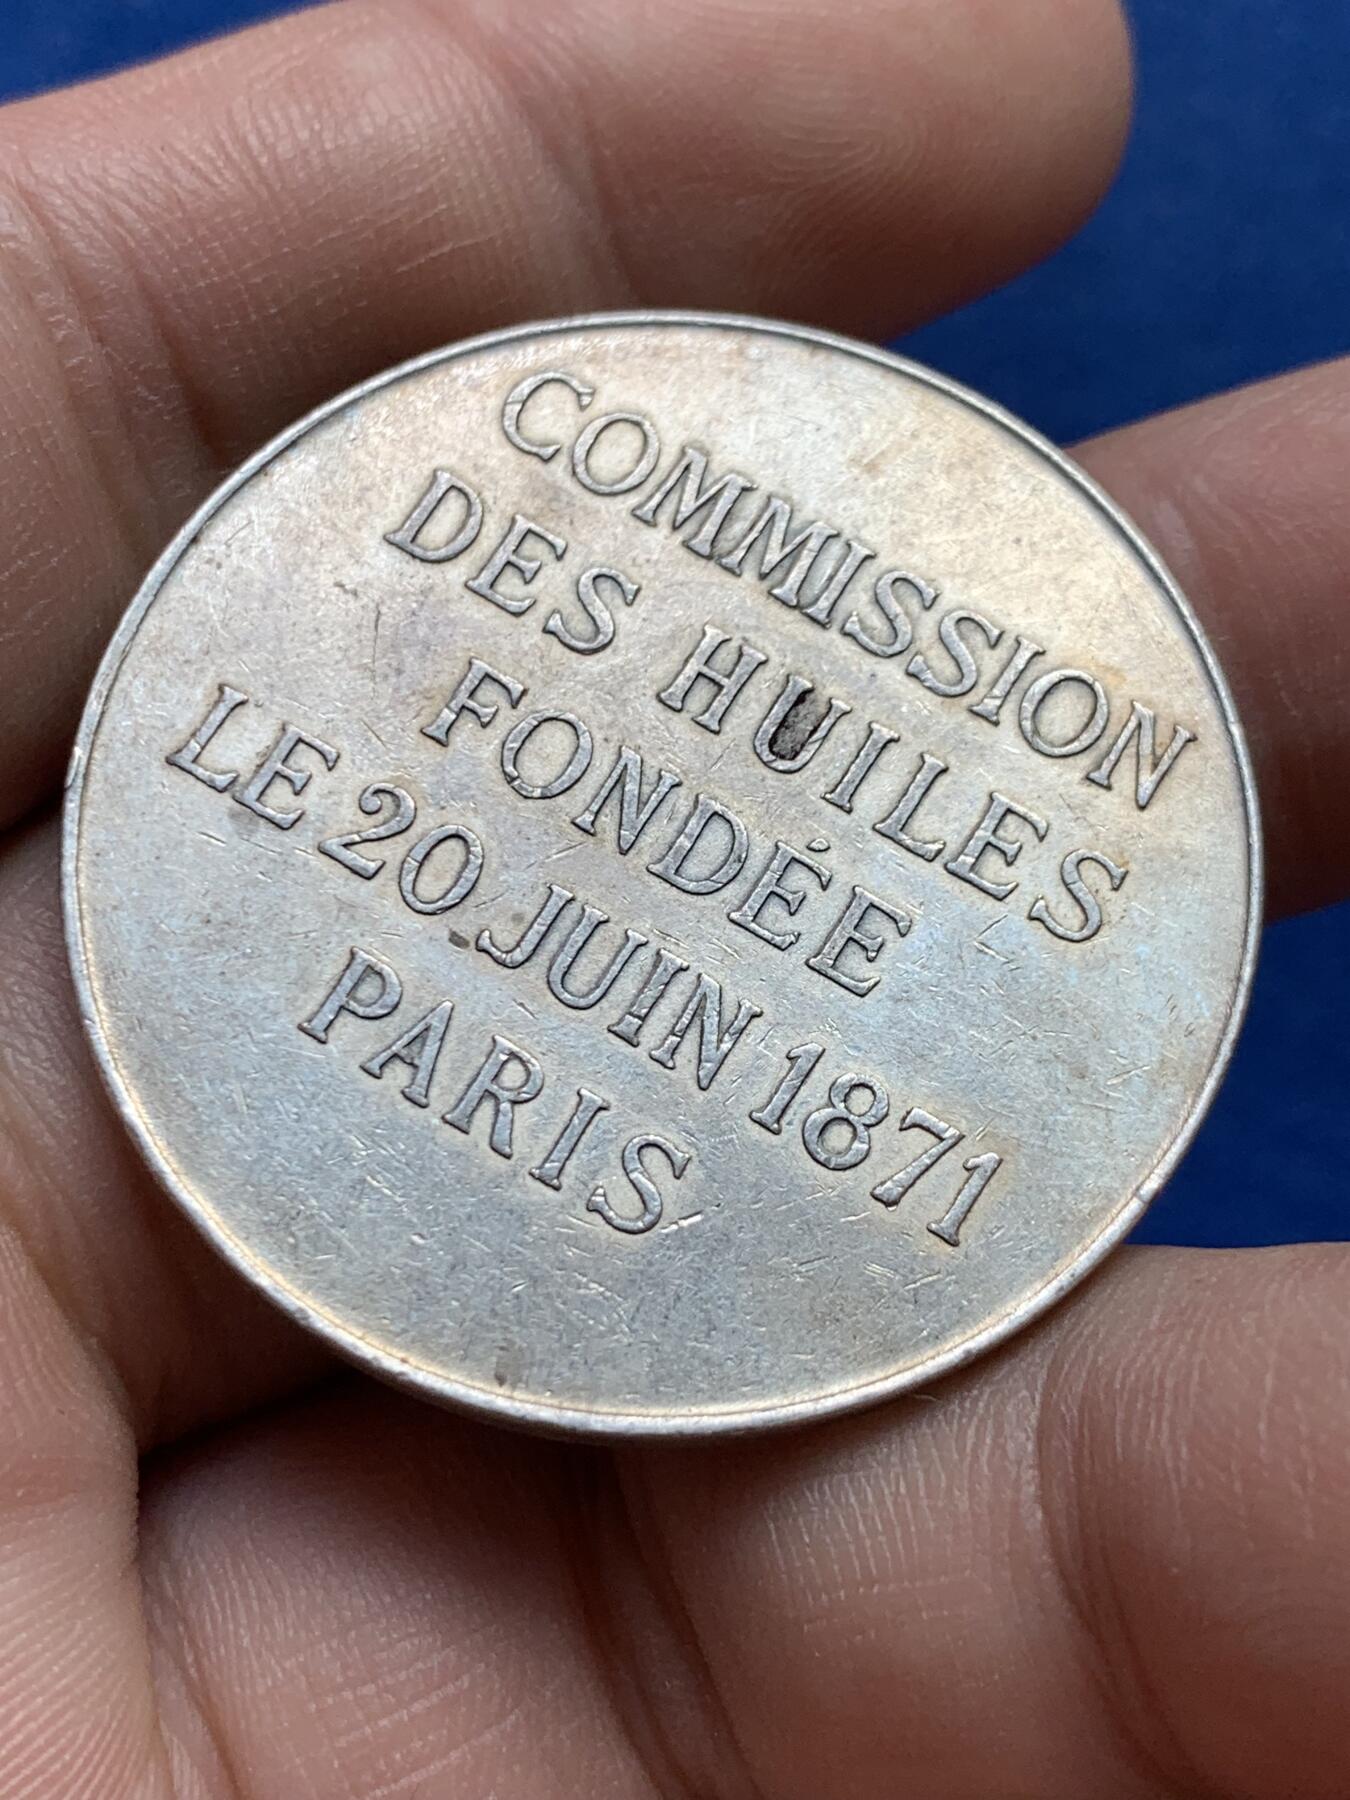 COMMISSION
DES HUILES
FONDÉE
LE 20 JUIN 1871
PARIS